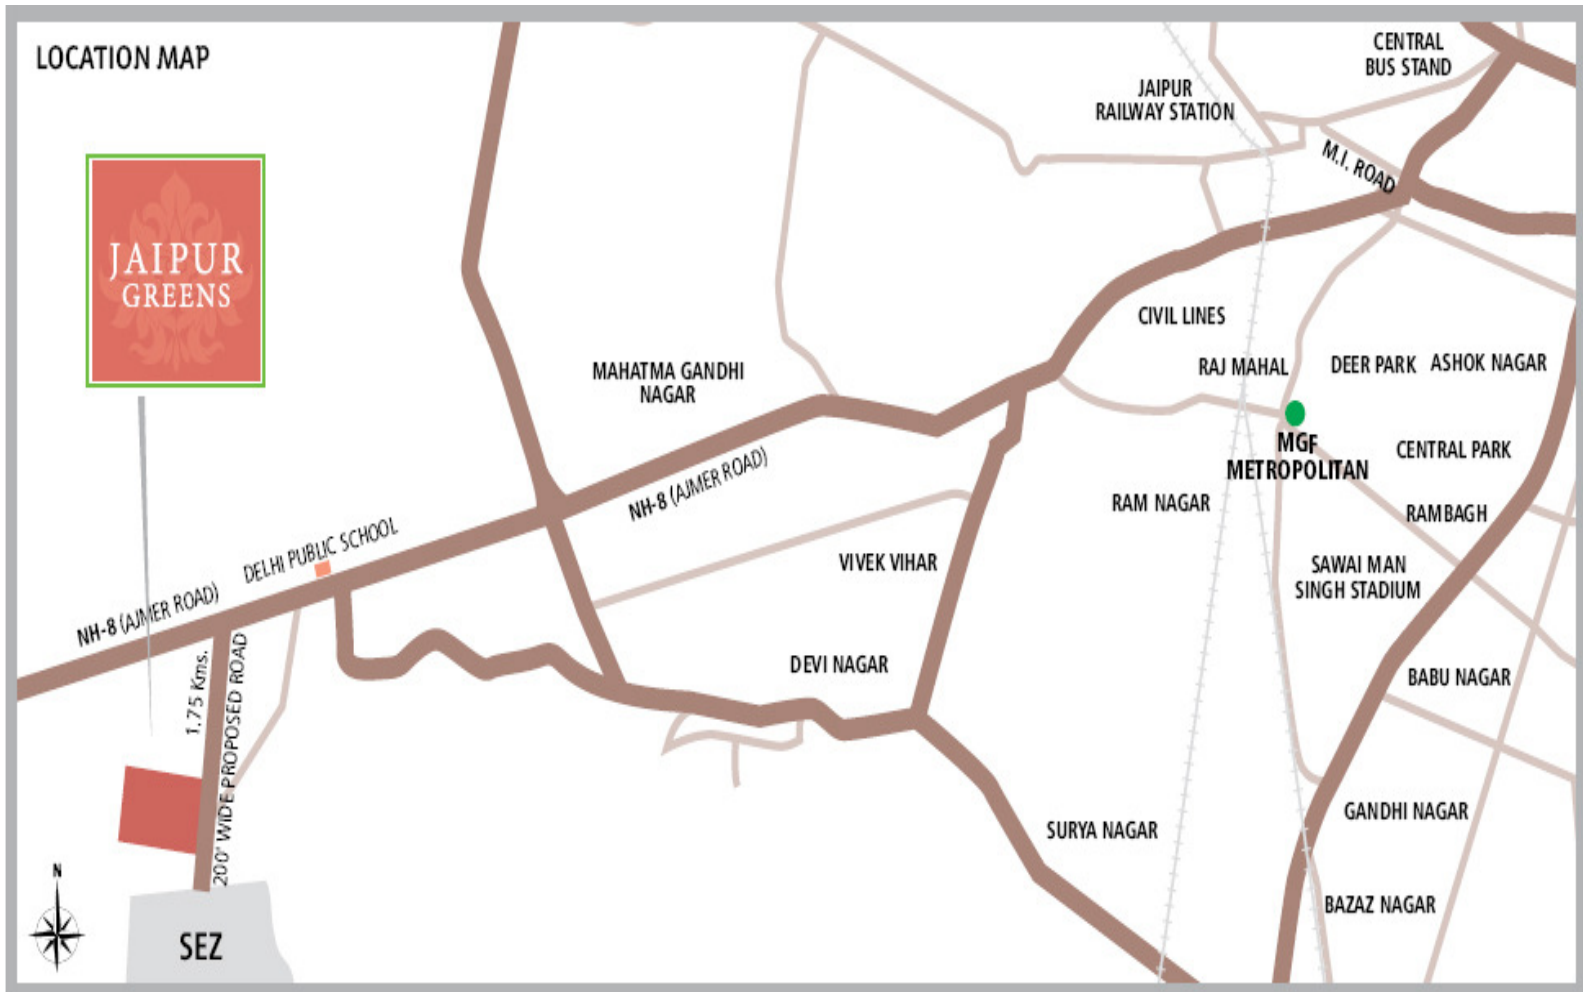 LOCATION MAP
CENTRAL
BUS STAND
JAIPUR
RAILWAY STATION
M.I. ROAD
JAIPUR
GREENS
CIVIL LINES
RAJ MAHAL
DEER PARK
ASHOK NAGAR
MAHATMA GANDHI
NAGAR
MGF
METROPOLITAN
CENTRAL PARK
NH-8 (AJMER ROAD)
RAM NAGAR
RAMBAGH
DELHI PUBLIC SCHOOL
VIVEK VIHAR
SAWAI MAN
SINGH STADIUM
NH-8 (AJMER ROAD)
1.75 Kms.
200' WIDE PROPOSED ROAD
DEVI NAGAR
BABU NAGAR
SURYA NAGAR
GANDHI NAGAR
N
BAZAZ NAGAR
SEZ